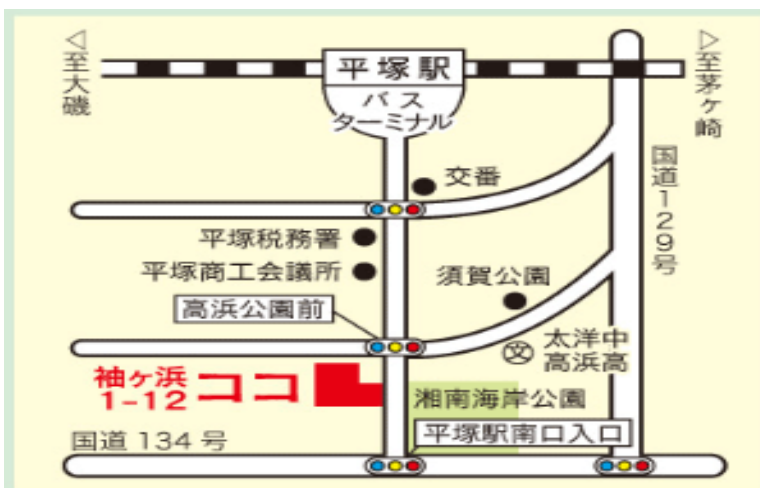 ◁至大磯
平塚駅
バス
ターミナル
▷至茅ヶ崎
国道129号
交番
平塚税務署
平塚商工会議所
須賀公園
高浜公園前
文
太洋中
高浜高
袖ヶ浜
1-12
ココ
湘南海岸公園
平塚駅南口入口
国道134号